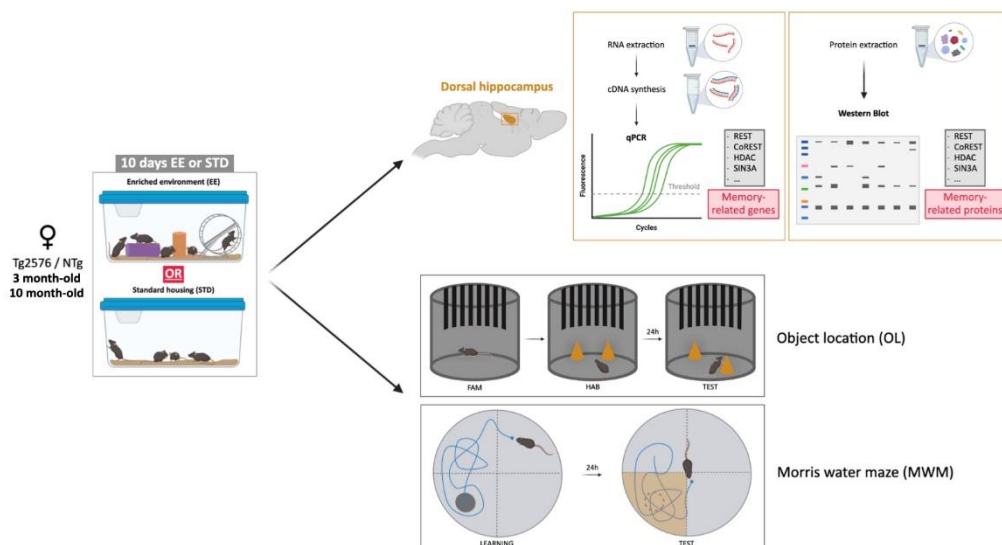 10 days EE or STD
Enriched environment (EE)
OR
Standard housing (STD)
♀
Tg2576 / NTg
3 month-old
10 month-old
Dorsal hippocampus
RNA extraction
cDNA synthesis
qPCR
Fluorescence
Threshold
Cycles
- REST
- CoREST
- HDAC
- SIN3A
- ...
Memory-
related genes
Protein extraction
Western Blot
- REST
- CoREST
- HDAC
- SIN3A
- ...
Memory-
related proteins
24h
FAM
HAB
TEST
Object location (OL)
24h
LEARNING
TEST
Morris water maze (MWM)